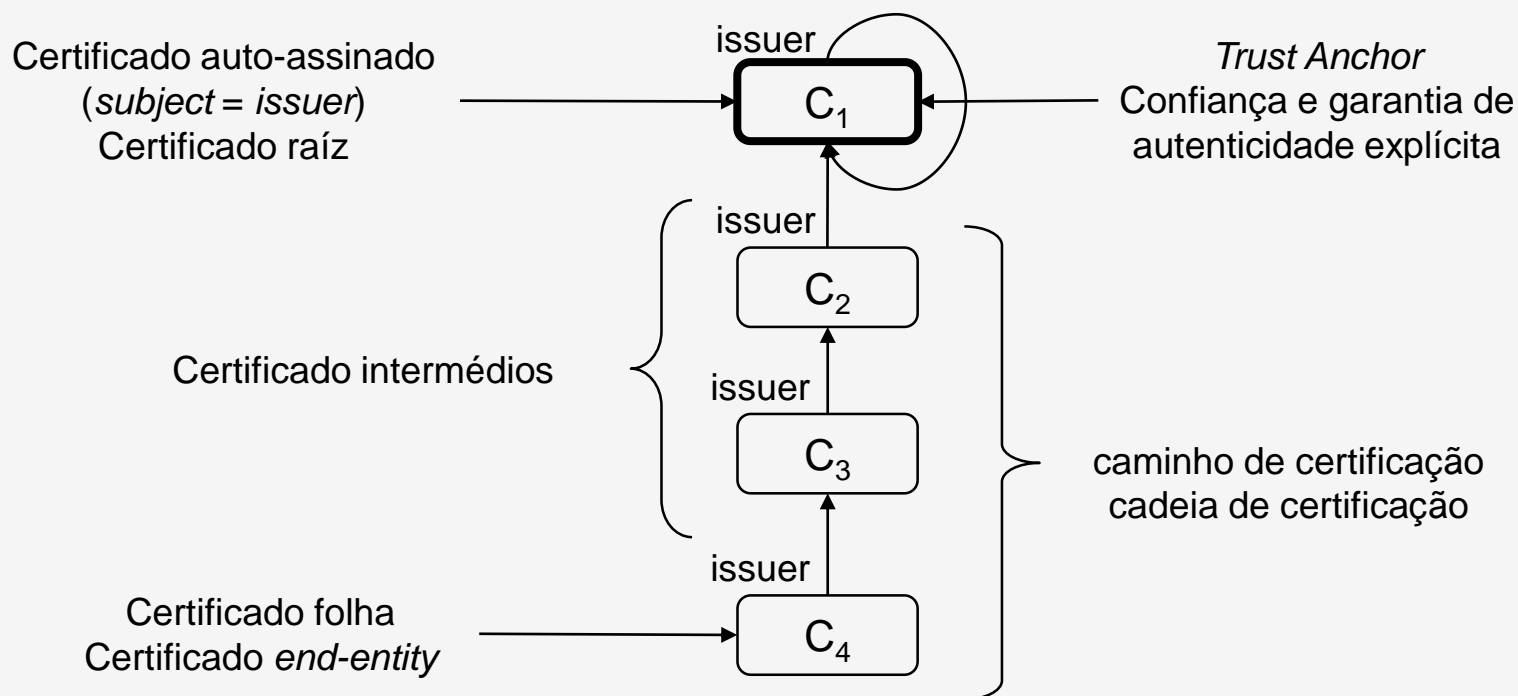 issuer
Certificado auto-assinado
(subject = issuer)
Certificado raíz
C1
Trust Anchor
Confiança e garantia de
autenticidade explícita
issuer
C2
Certificado intermédios
issuer
C3
caminho de certificação
cadeia de certificação
issuer
Certificado folha
Certificado end-entity
C4